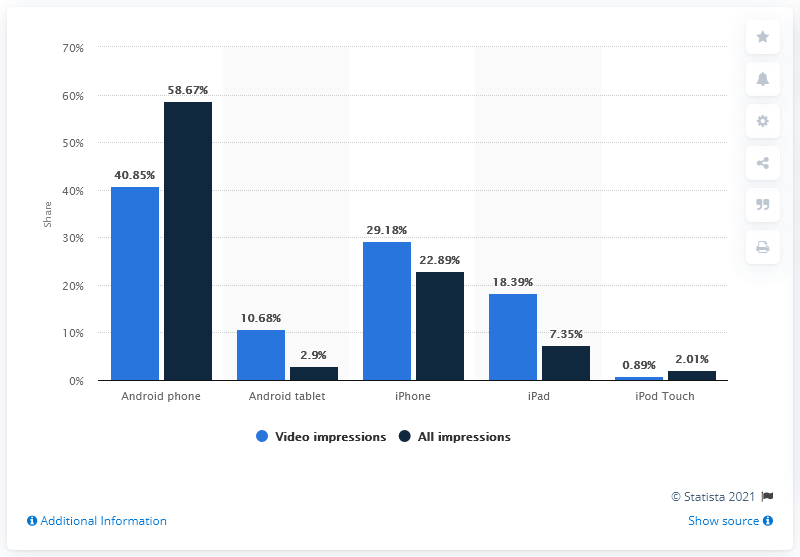 70%
60%
50%
40%
30%
20%
10%
0%
Share
40.85%
58.67%
10.68%
2.9%
29.18%
22.89%
18.39%
7.35%
0.89%
2.01%
Android phone
Android tablet
iPhone
iPad
iPod Touch
Video impressions
All impressions
© Statista 2021
Additional Information
Show source